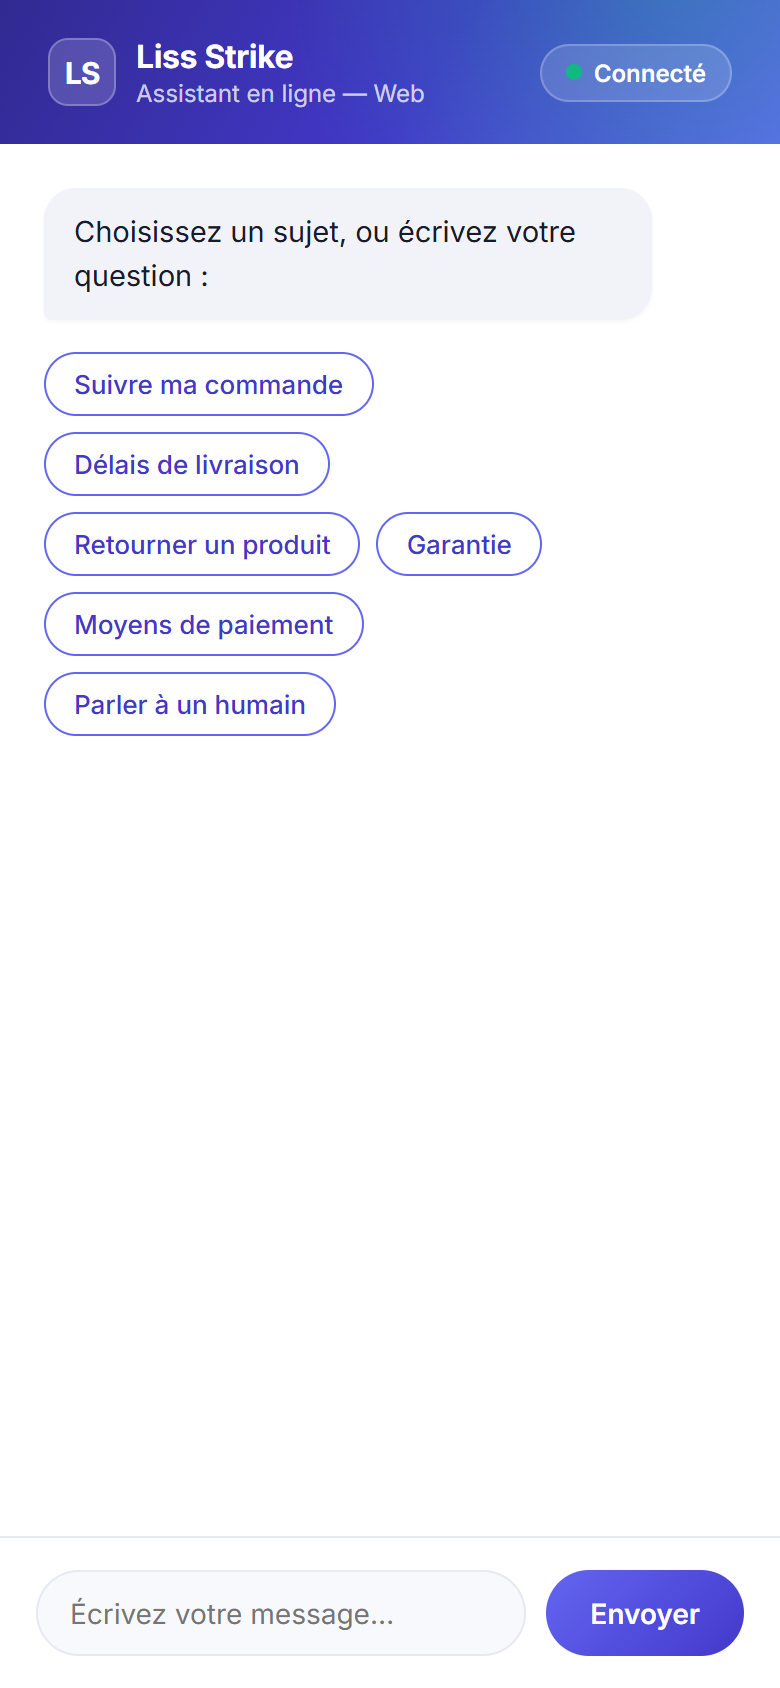 LS
Liss Strike
Assistant en ligne — Web
Connecté
Choisissez un sujet, ou écrivez votre
question :
Suivre ma commande
Délais de livraison
Retourner un produit
Garantie
Moyens de paiement
Parler à un humain
Écrivez votre message...
Envoyer